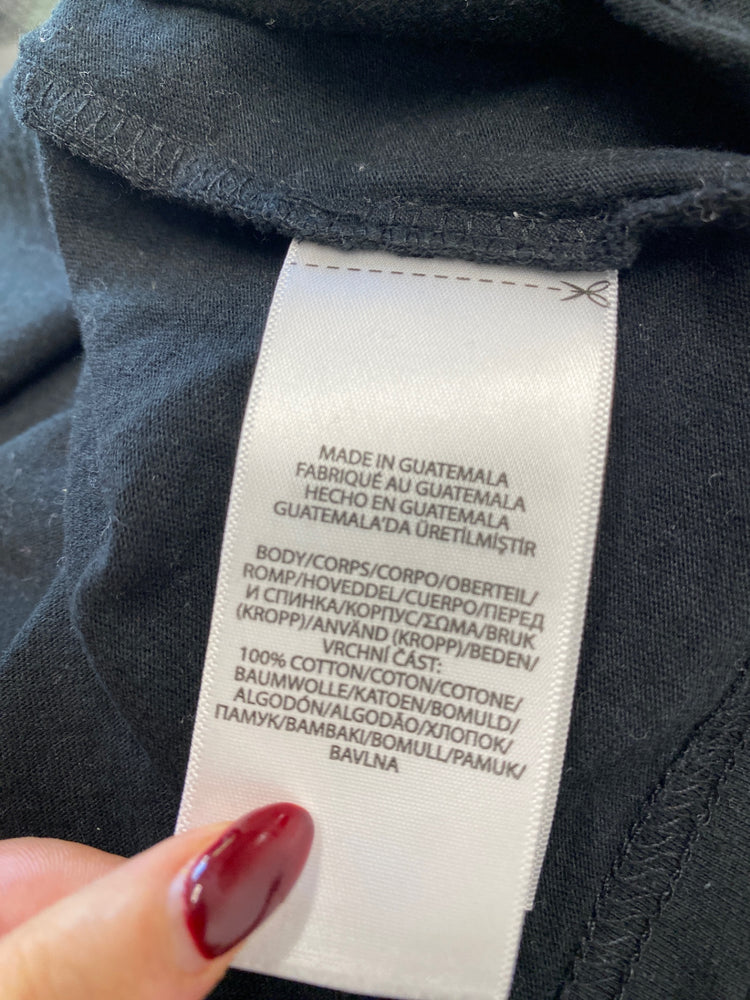 MADE IN GUATEMALA
FABRIQUÉ AU GUATEMALA
HECHO EN GUATEMALA
GUATEMALA'DA ÜRETİLMİŞTİR
BODY/CORPS/CORPO/OBERTEIL/
ROMP/HOVEDDEL/CUERPO/ПЕРЕД
И СПИНКА/КОРПУС/ΣΩΜΑ/BRUK
(KROPP)/ANVÄND (KROPP)/BEDEN/
VRCHNÍ ČÁST:
100% COTTON/COTON/COTONE/
BAUMWOLLE/KATOEN/BOMULD/
ALGODÓN/ALGODÃO/ХЛОПОК/
ПАМУК/BAMBAKI/BOMULL/PAMUK/
BAVLNA